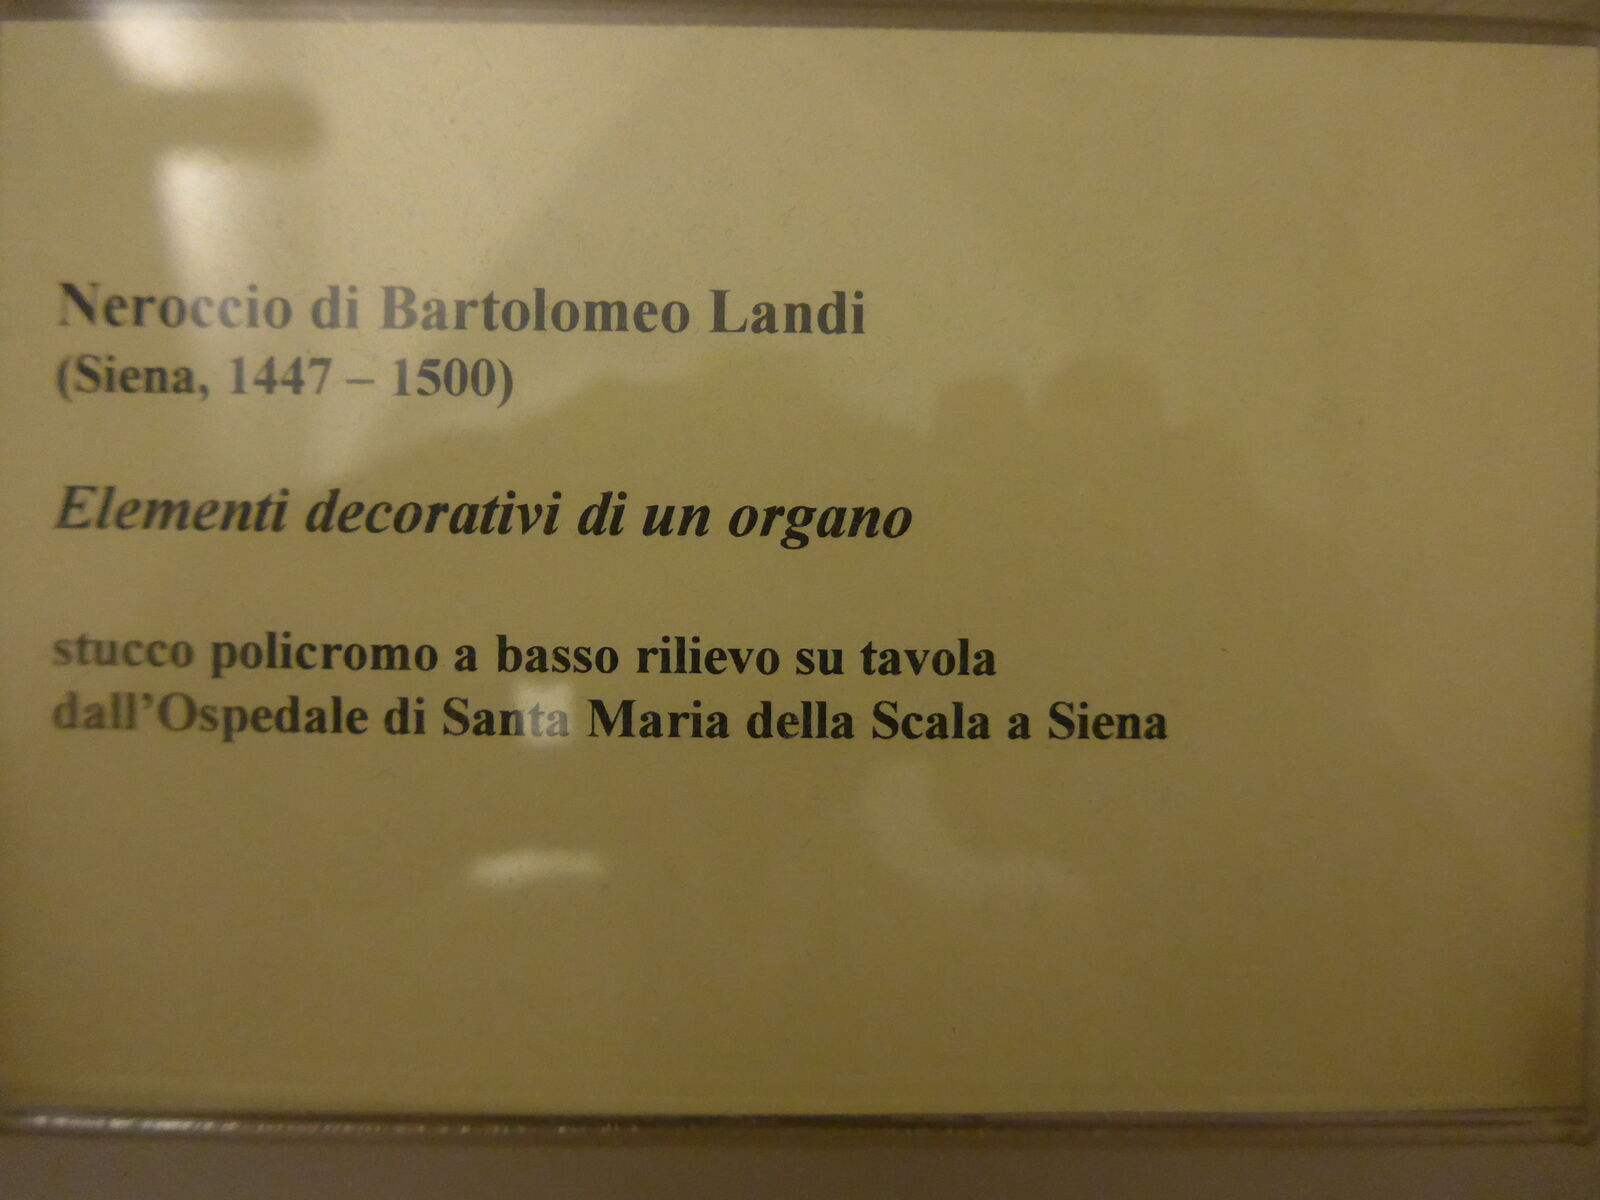 Neroccio di Bartolomeo Landi
(Siena, 1447 – 1500)
Elementi decorativi di un organo
stucco policromo a basso rilievo su tavola
dall’Ospedale di Santa Maria della Scala a Siena